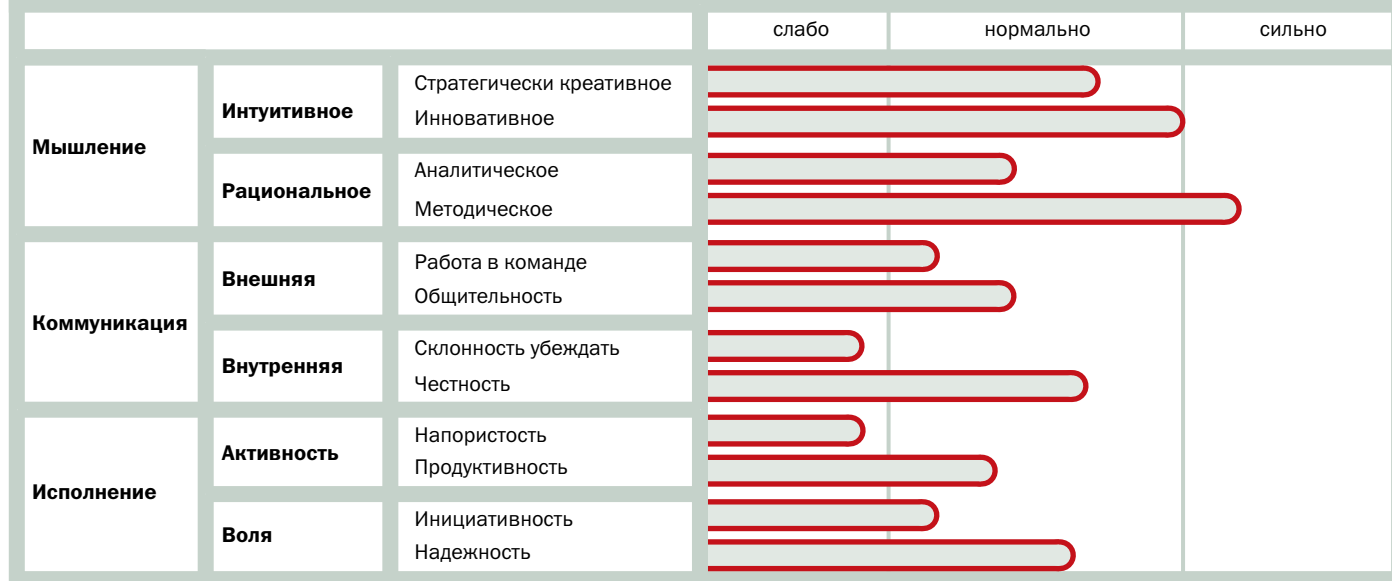 слабо нормально сильно
Мышление
Интуитивное
Стратегически креативное
Инновативное
Рациональное
Аналитическое
Методическое
Коммуникация
Внешняя
Работа в команде
Общительность
Внутренняя
Склонность убеждать
Честность
Исполнение
Активность
Напористость
Продуктивность
Воля
Инициативность
Надежность